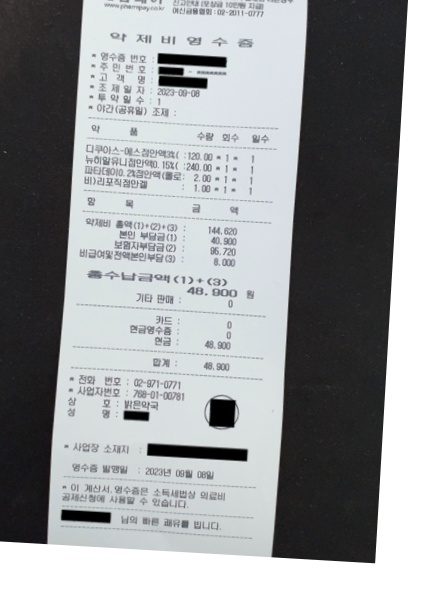 www.pharmpay.co.kr
신고안내 (포상금 10만원 지급)
여신금융협회 : 02-2011-0777
약 제 비 영 수 증
* 영수증 번호 :
* 주 민 번 호 : -
* 고 객 명 :
* 조 제 일 자 : 2023-09-08
* 투 약 일 수 : 1
* 야간(공휴일) 조제 :
약 품 수량 회수 일수
디쿠아스-에스점안액3%( : 120.00 * 1 * 1
뉴히알유니점안액0.15%( : 240.00 * 1 * 1
파타데이0.2%점안액(올로: 2.00 * 1 * 1
비)리포직점안겔 : 1.00 * 1 * 1
항 목 금 액
약제비 총액(1)+(2)+(3) : 144.620
본인 부담금(1) : 40.900
보험자부담금(2) : 95.720
비급여및전액본인부담(3) : 8.000
총수납금액(1)+(3)
48.900 원
기타 판매 : 0
카드 : 0
현금영수증 : 0
현금 : 48.900
합계 : 48.900
* 전화 번호 : 02-971-0771
* 사업자번호 : 768-01-00781
상 호 : 밝은약국
성 명 :
* 사업장 소재지 :
영수증 발행일 : 2023년 09월 08일
* 이 계산서,영수증은 소득세법상 의료비
공제신청에 사용할 수 있습니다.
님의 빠른 쾌유를 빕니다.